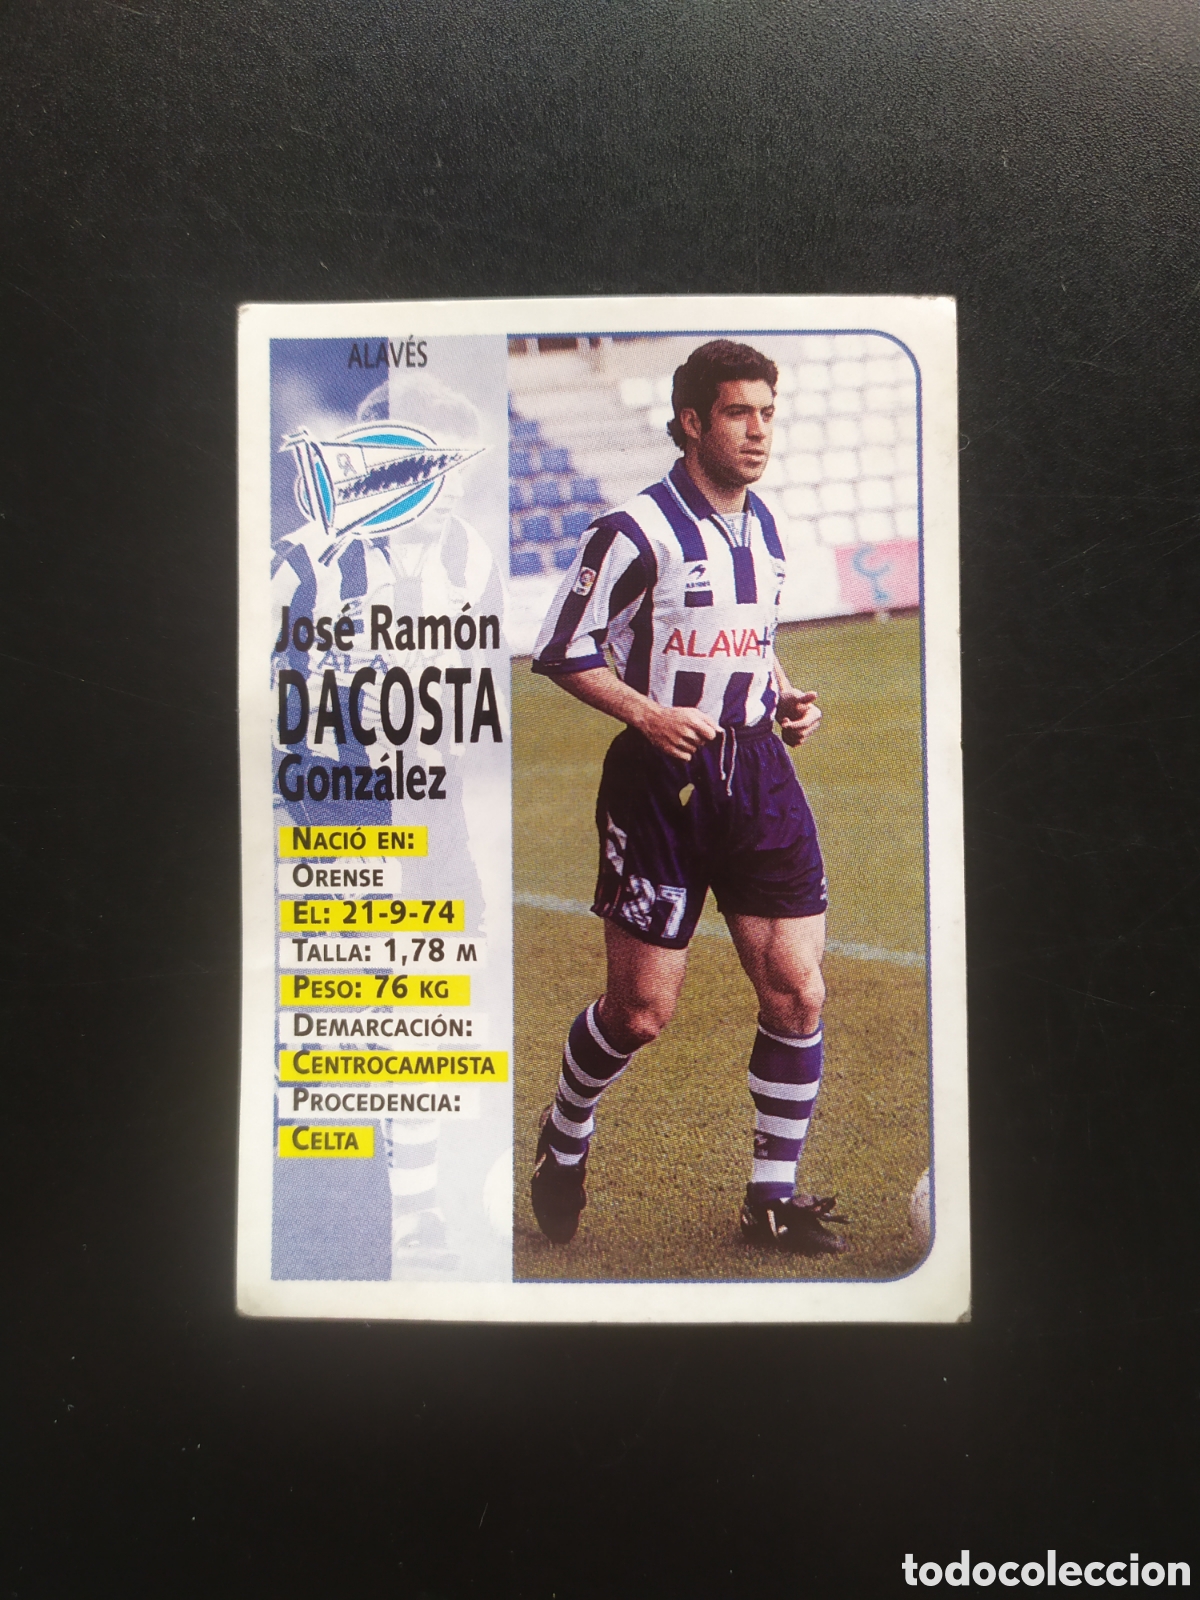 ALAVÉS
José Ramón
DACOSTA
González
NACIÓ EN:
ORENSE
EL: 21-9-74
TALLA: 1,78 M
PESO: 76 KG
DEMARCACIÓN:
CENTROCAMPISTA
PROCEDENCIA:
CELTA
ALAVA
27
todocoleccion